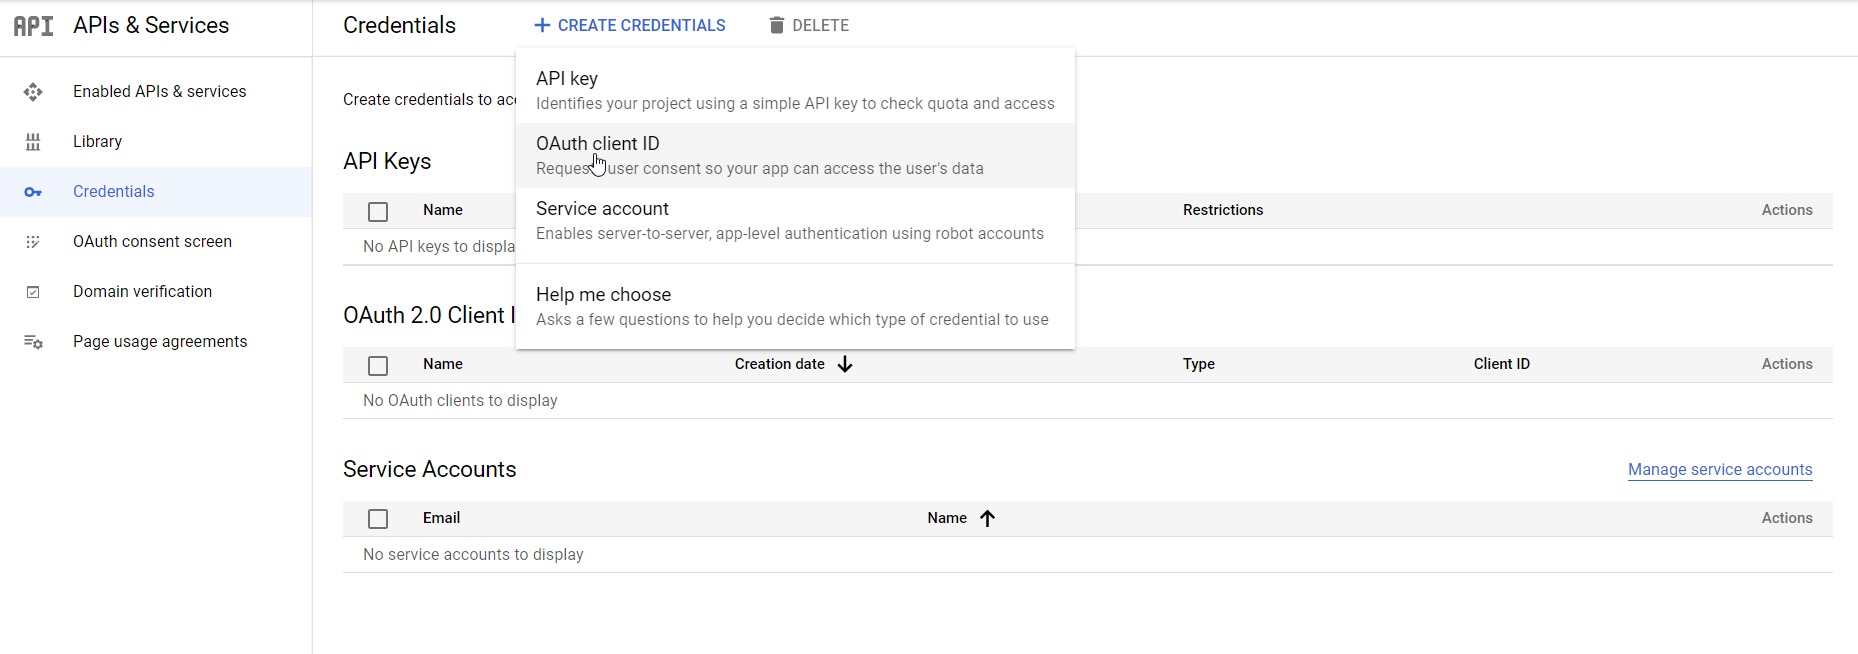 API APIs & Services
Enabled APIs & services
Library
Credentials
OAuth consent screen
Domain verification
Page usage agreements
Credentials
CREATE CREDENTIALS
DELETE
API key
Identifies your project using a simple API key to check quota and access
OAuth client ID
Reques user consent so your app can access the user's data
Service account
Enables server-to-server, app-level authentication using robot accounts
Help me choose
Asks a few questions to help you decide which type of credential to use
Create credentials to acc
API Keys
Name Restrictions Actions
No API keys to displa
OAuth 2.0 Client I
Name Creation date Type Client ID Actions
No OAuth clients to display
Service Accounts
Manage service accounts
Email Name Actions
No service accounts to display